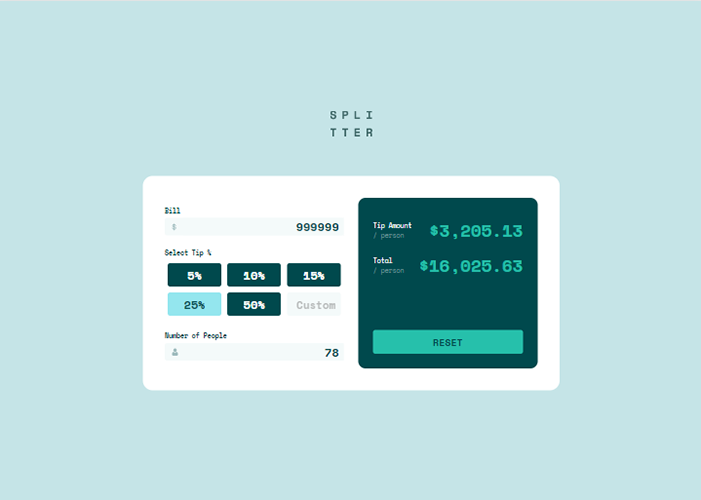 SPLI
TTER
Bill
$
999999
Select Tip %
5%
10%
15%
25%
50%
Custom
Number of People
78
Tip Amount
/ person
$3,205.13
Total
/ person
$16,025.63
RESET